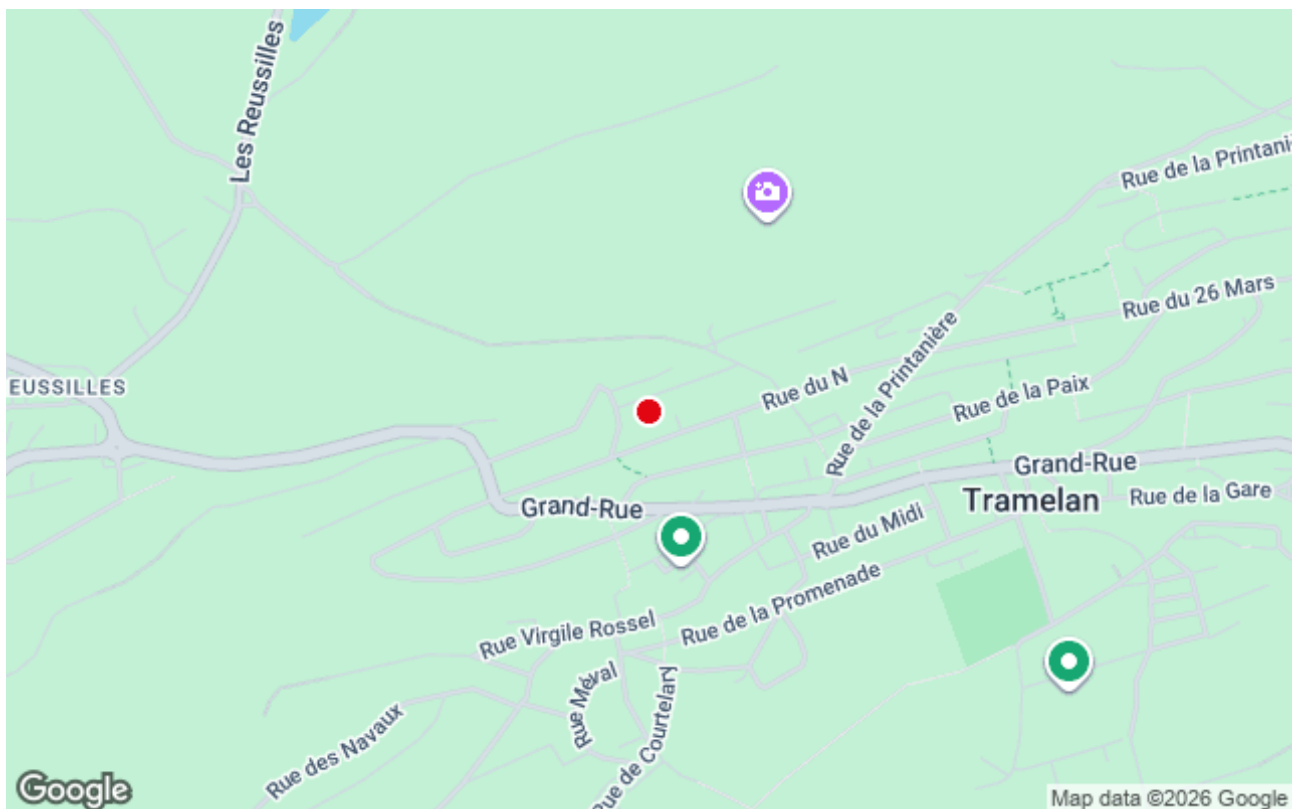 Les Reussilles
Rue de la Printaniè
Rue du 26 Mars
EUSSILLES
Rue du N
Rue de la Printanière
Rue de la Paix
Grand-Rue
Grand-Rue
Tramelan
Rue de la Gare
Rue du Midi
Rue de la Promenade
Rue Virgile Rossel
Rue Méval
Rue de Courtelary
Rue des Navaux
Google
Map data ©2026 Google